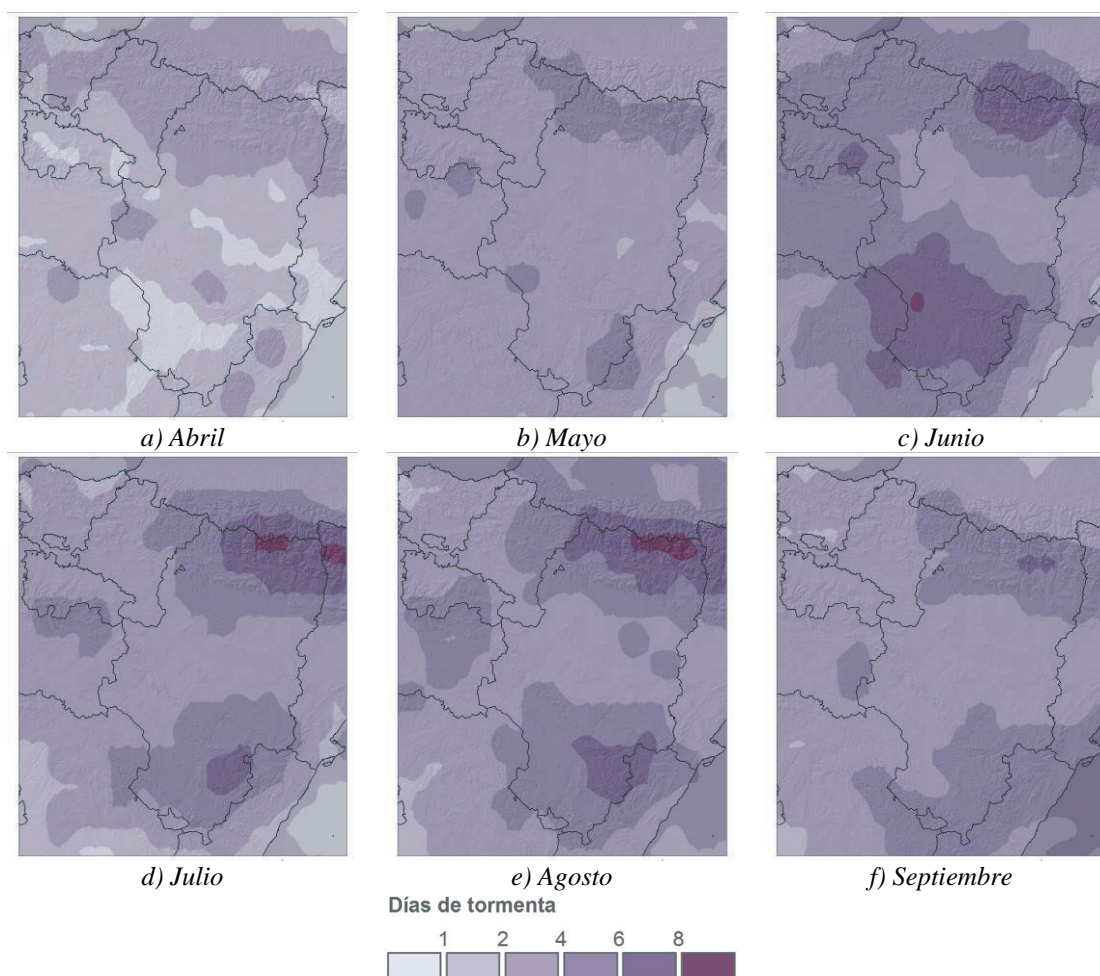 a) Abril
b) Mayo
c) Junio
d) Julio
e) Agosto
f) Septiembre
Días de tormenta
1 2 4 6 8